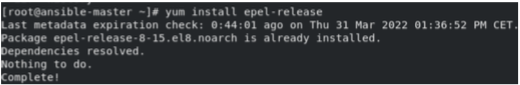 [root@ansible-master ~]# yum install epel-release
Last metadata expiration check: 0:44:01 ago on Thu 31 Mar 2022 01:36:52 PM CET.
Package epel-release-8-15.el8.noarch is already installed.
Dependencies resolved.
Nothing to do.
Complete!